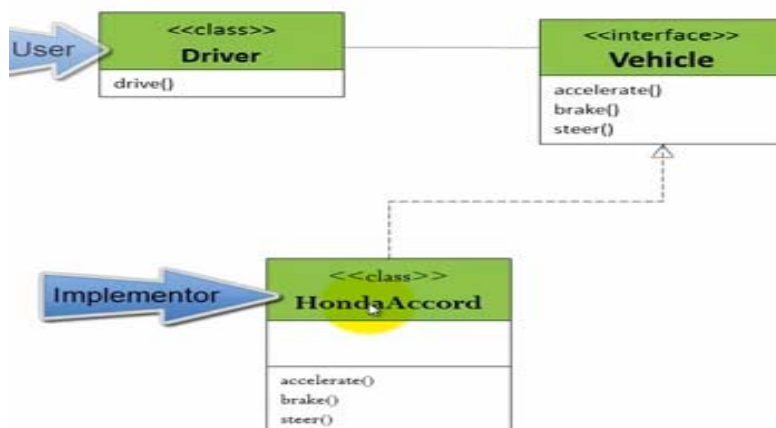 User
<<class>>
Driver
drive()
<<interface>>
Vehicle
accelerate()
brake()
steer()
Implementor
<<class>>
HondaAccord
accelerate()
brake()
steer()